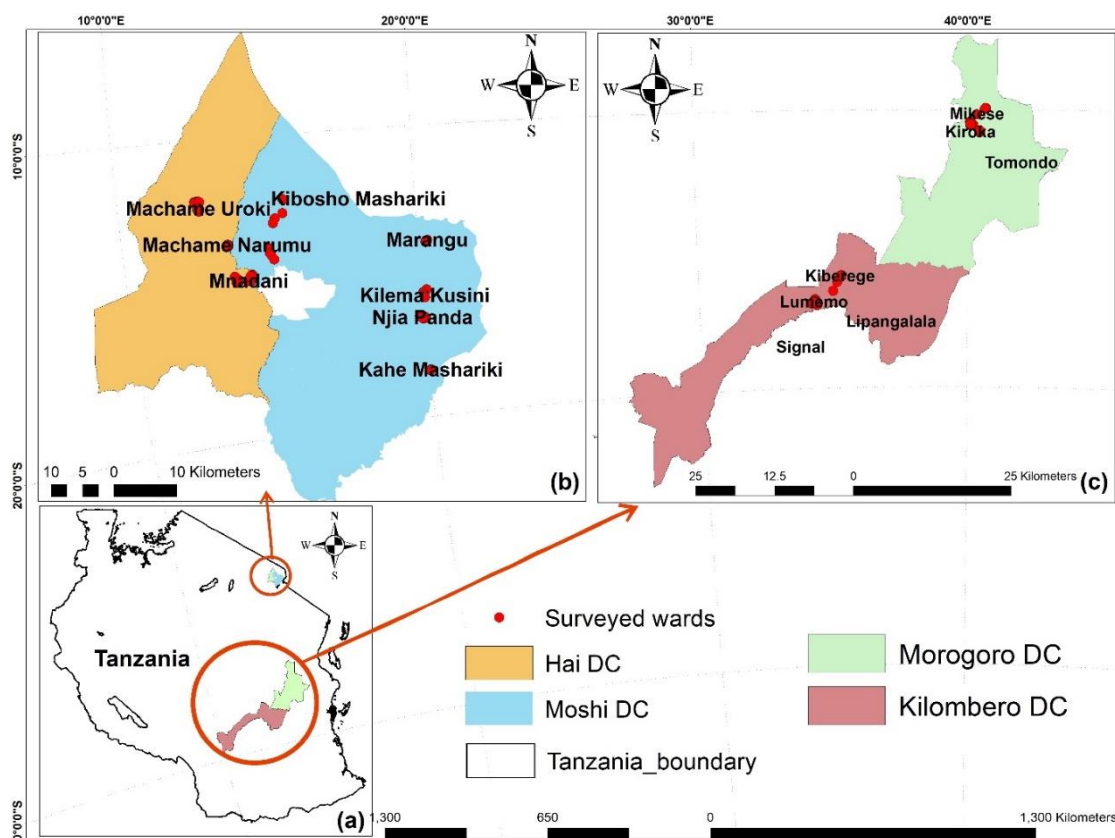 10°0'0"E
20°0'0"E
30°0'0"E
40°0'0"E
10°0'0"S
20°0'0"S
N
W
E
S
Machame Uroki
Kibosho Mashariki
Machame Narumu
Marangu
Mnadani
Kilema Kusini
Njia Panda
Kahe Mashariki
10 5 0 10 Kilometers
(b)
N
W
E
S
Mikese
Kiroka
Tomondo
Kiberege
Lumemo
Lipangalala
Signal
25 12.5 0 25 Kilometers
(c)
N
W
E
S
Tanzania
(a)
Surveyed wards
Hai DC
Moshi DC
Tanzania_boundary
Morogoro DC
Kilombero DC
1,300 650 0 1,300 Kilometers